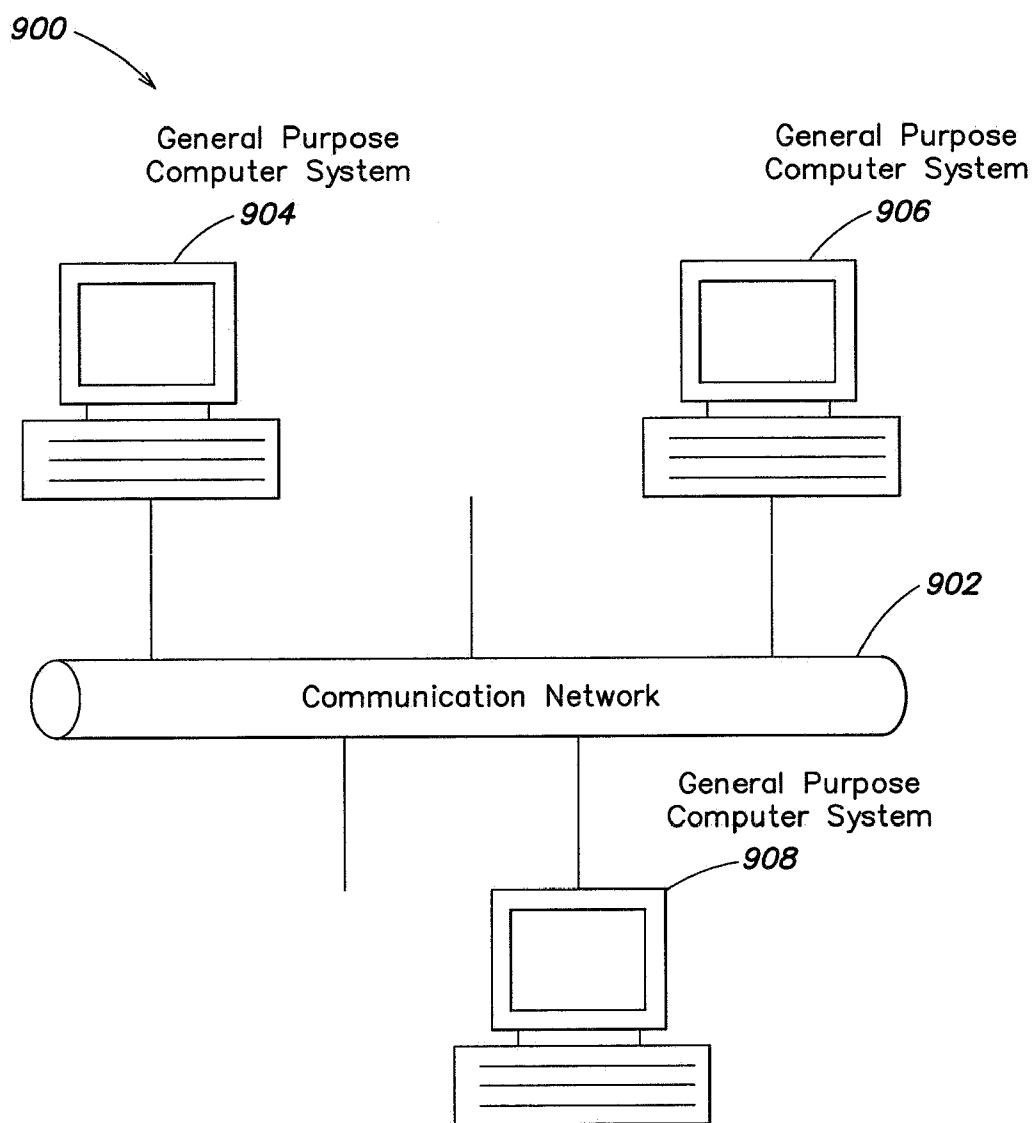 900
General Purpose
Computer System
904
General Purpose
Computer System
906
902
Communication Network
General Purpose
Computer System
908